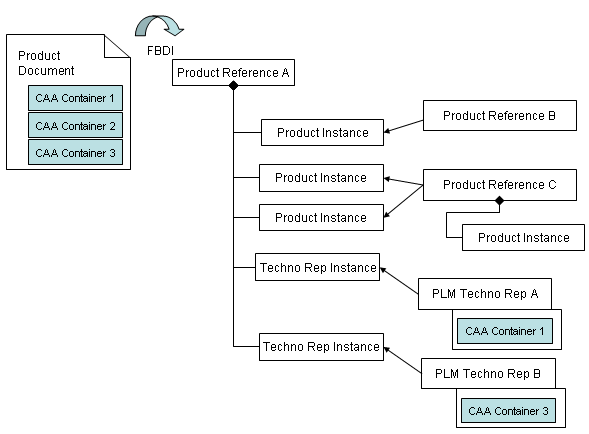 FBDI
Product
Document
CAA Container 1
CAA Container 2
CAA Container 3
Product Reference A
Product Instance
Product Reference B
Product Instance
Product Reference C
Product Instance
Product Instance
Techno Rep Instance
PLM Techno Rep A
CAA Container 1
Techno Rep Instance
PLM Techno Rep B
CAA Container 3